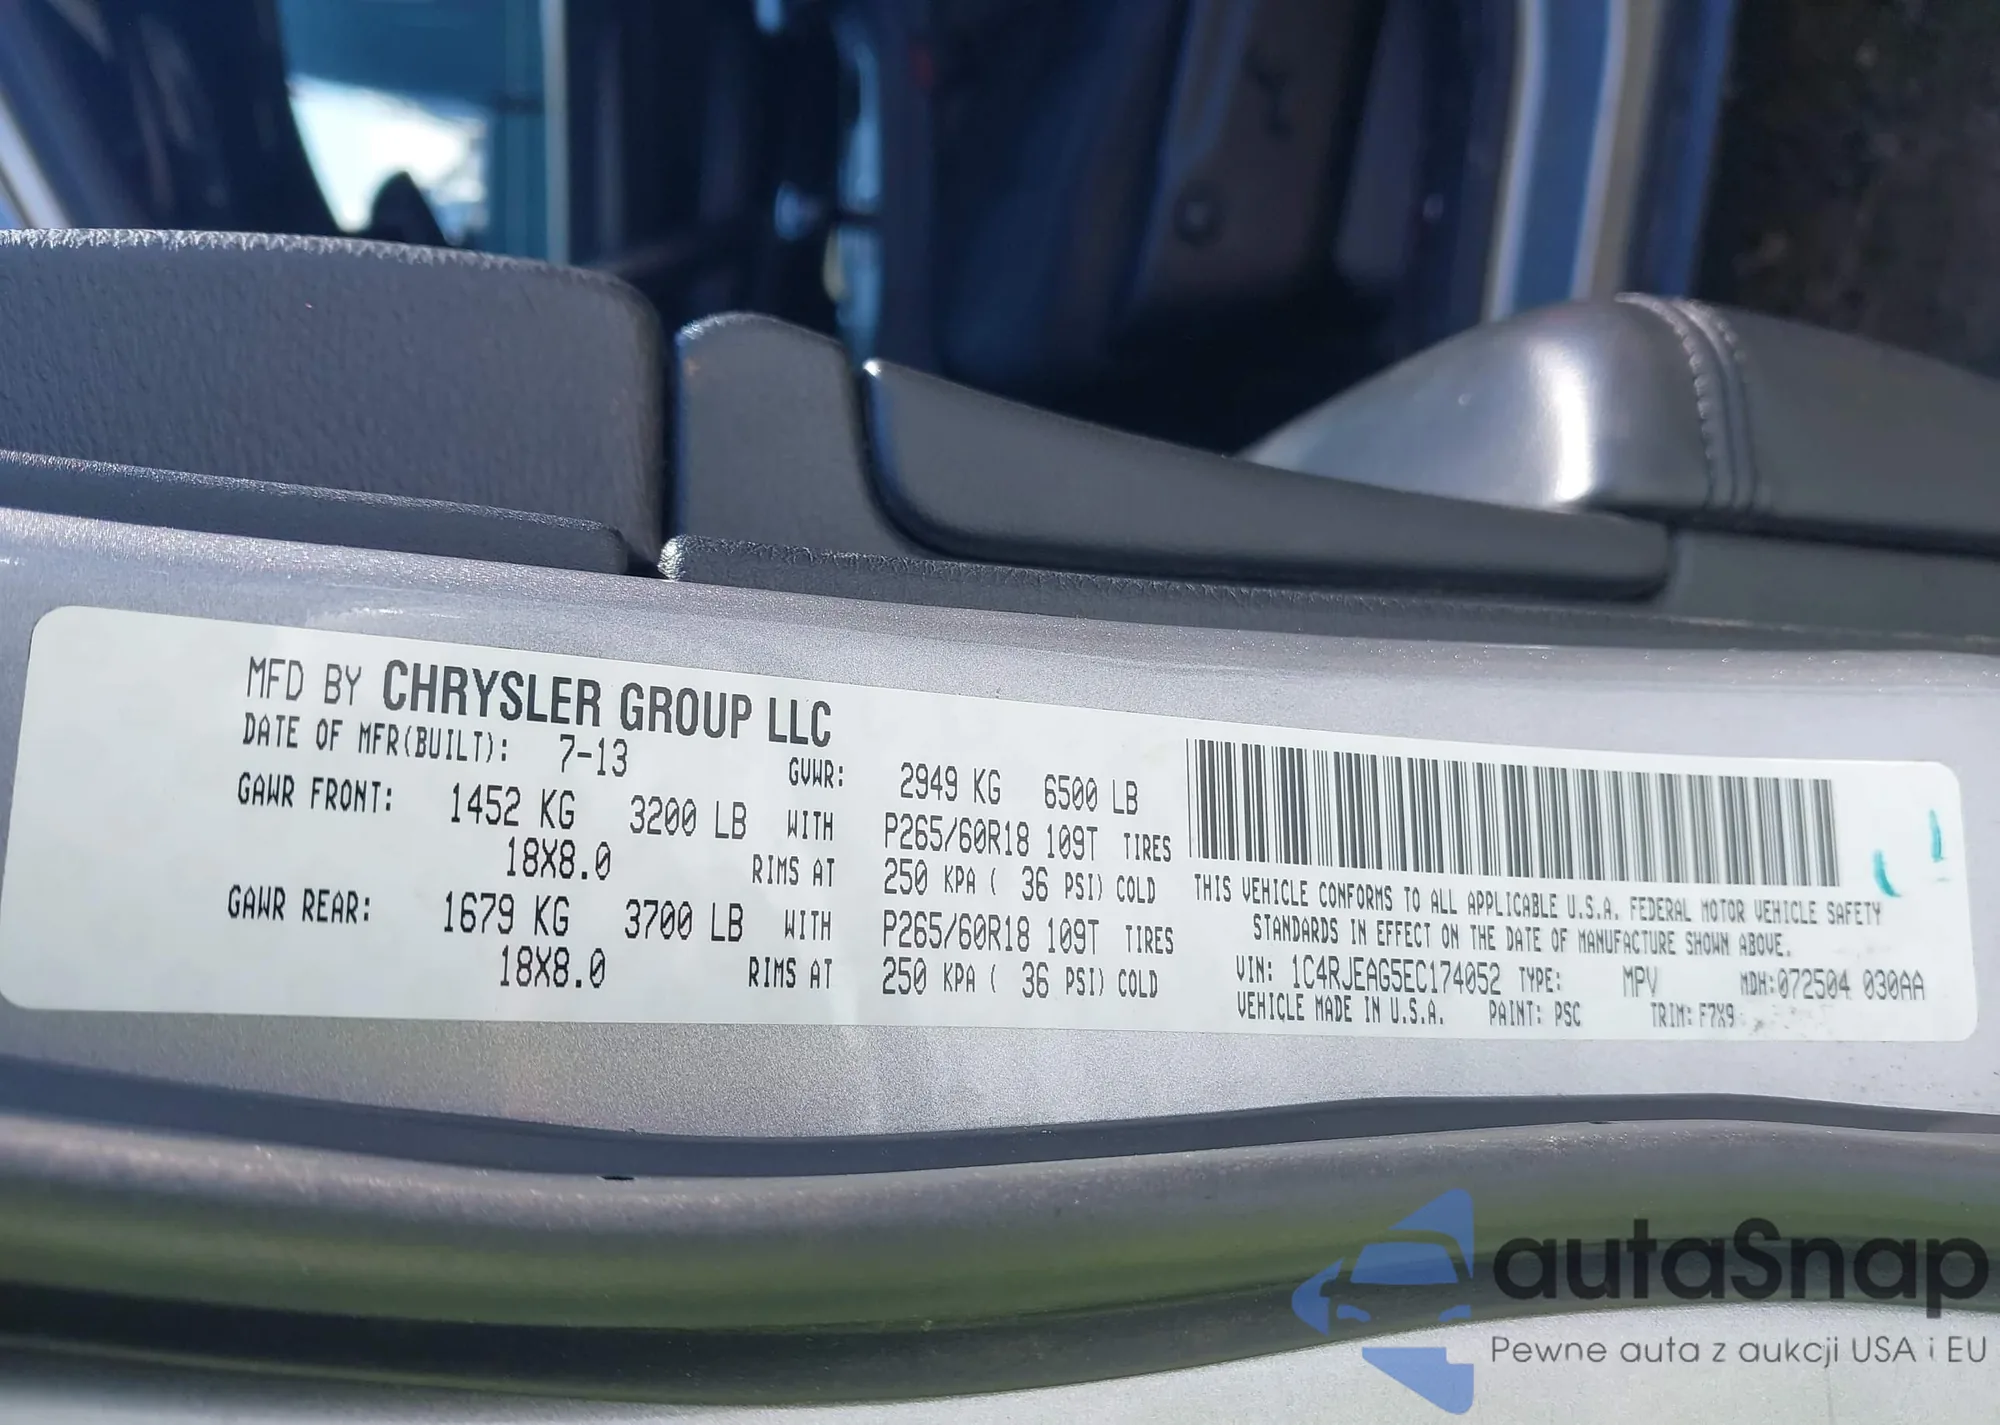 MFD BY CHRYSLER GROUP LLC
DATE OF MFR(BUILT): 7-13 GVWR: 2949 KG 6500 LB
GAWR FRONT: 1452 KG 3200 LB WITH P265/60R18 109T TIRES
18X8.0 RIMS AT 250 KPA ( 36 PSI) COLD
GAWR REAR: 1679 KG 3700 LB WITH P265/60R18 109T TIRES
18X8.0 RIMS AT 250 KPA ( 36 PSI) COLD
THIS VEHICLE CONFORMS TO ALL APPLICABLE U.S.A. FEDERAL MOTOR VEHICLE SAFETY
STANDARDS IN EFFECT ON THE DATE OF MANUFACTURE SHOWN ABOVE.
VIN: 1C4RJEAG5EC174052 TYPE: MPV MDH:072504 030AA
VEHICLE MADE IN U.S.A. PAINT: PSC TRIM: F7X9
autaSnap
Pewne auta z aukcji USA i EU